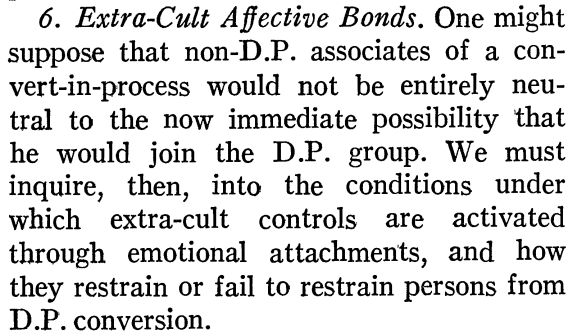 6. Extra-Cult Affective Bonds. One might
suppose that non-D.P. associates of a con-
vert-in-process would not be entirely neu-
tral to the now immediate possibility that
he would join the D.P. group. We must
inquire, then, into the conditions under
which extra-cult controls are activated
through emotional attachments, and how
they restrain or fail to restrain persons from
D.P. conversion.